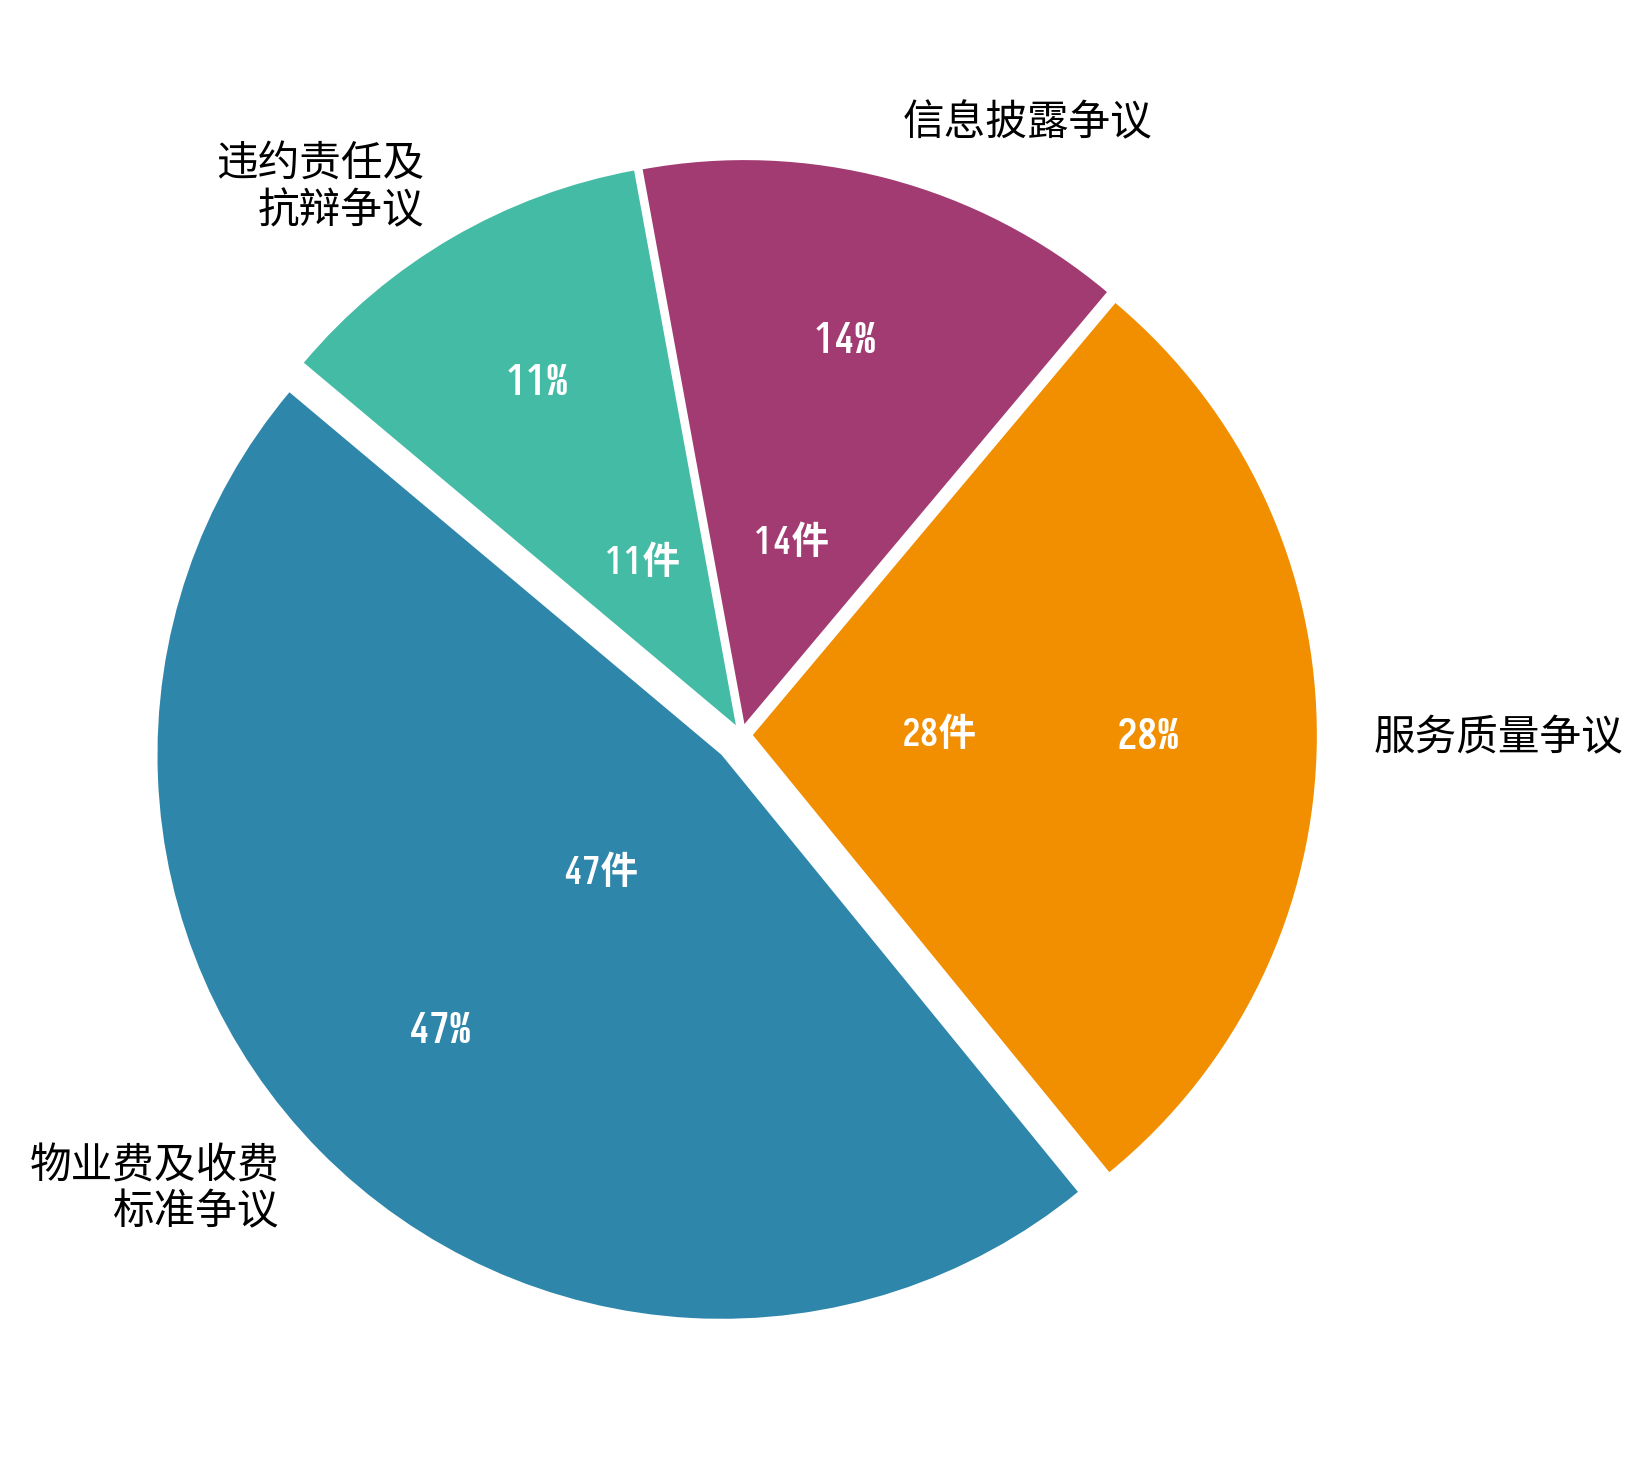 信息披露争议
违约责任及
抗辩争议
14%
11%
14件
11件
28件
28%
服务质量争议
47件
47%
物业费及收费
标准争议